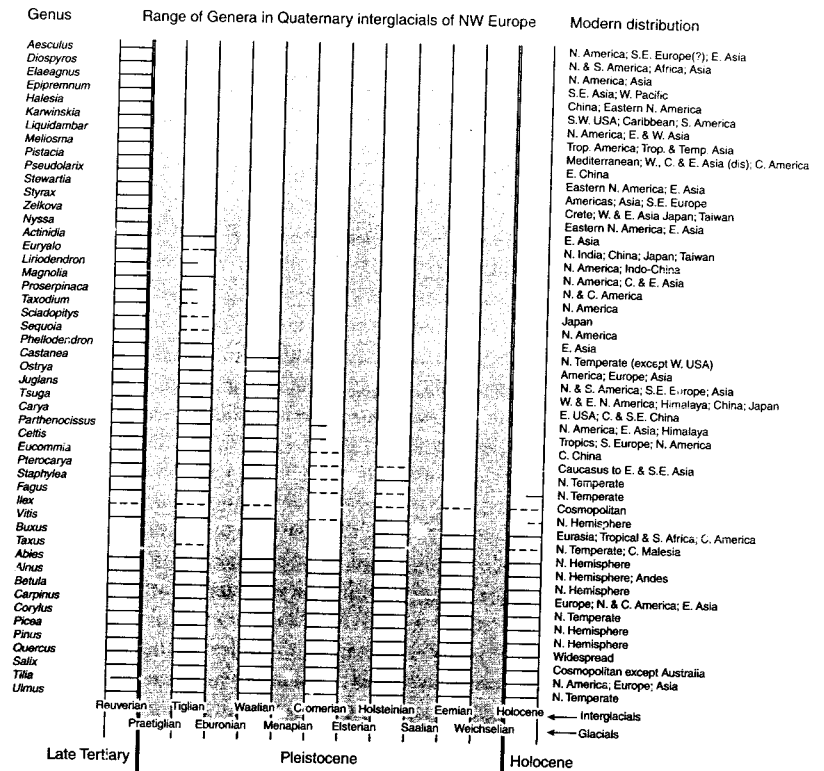 Genus
Range of Genera in Quaternary interglacials of NW Europe
Modern distribution
Aesculus
Diospyros
Elaeagnus
Epipremnum
Halesia
Karwinskia
Liquidambar
Meliosma
Pistacia
Pseudolarix
Stewartia
Styrax
Zelkova
Nyssa
Actinidia
Euryalo
Liriodendron
Magnolia
Proserpinaca
Taxodium
Sciadopitys
Sequoia
Phellodendron
Castanea
Ostrya
Juglans
Tsuga
Carya
Parthenocissus
Celtis
Eucommia
Pterocarya
Staphylea
Fagus
Ilex
Vitis
Buxus
Taxus
Abies
Alnus
Betula
Carpinus
Corylus
Picea
Pinus
Quercus
Salix
Tilia
Ulmus
N. America; S.E. Europe(?); E. Asia
N. & S. America; Africa; Asia
N. America; Asia
S.E. Asia; W. Pacific
China; Eastern N. America
S.W. USA; Caribbean; S. America
N. America; E. & W. Asia
Trop. America; Trop. & Temp. Asia
Mediterranean; W., C. & E. Asia (dis); C. America
E. China
Eastern N. America; E. Asia
Americas; Asia; S.E. Europe
Crete; W. & E. Asia Japan; Taiwan
Eastern N. America; E. Asia
E. Asia
N. India; China; Japan; Taiwan
N. America; Indo-China
N. America; C. & E. Asia
N. & C. America
N. America
Japan
N. America
E. Asia
N. Temperate (except W. USA)
America; Europe; Asia
N. & S. America; S.E. Europe; Asia
W. & E. N. America; Himalaya; China; Japan
E. USA; C. & S.E. China
N. America; E. Asia; Himalaya
Tropics; S. Europe; N. America
C. China
Caucasus to E. & S.E. Asia
N. Temperate
N. Temperate
Cosmopolitan
N. Hemisphere
Eurasia; Tropical & S. Africa; C. America
N. Temperate; C. Malesia
N. Hemisphere
N. Hemisphere; Andes
N. Hemisphere
Europe; N. & C. America; E. Asia
N. Temperate
N. Hemisphere
N. Hemisphere
Widespread
Cosmopolitan except Australia
N. America; Europe; Asia
N. Temperate
Reuverian Tiglian Waalian Cromerian Holsteinian Eemian Holocene Interglacials
Praetiglian Eburonian Menapian Elsterian Saalian Weichselian Glacials
Late Tertiary Pleistocene Holocene